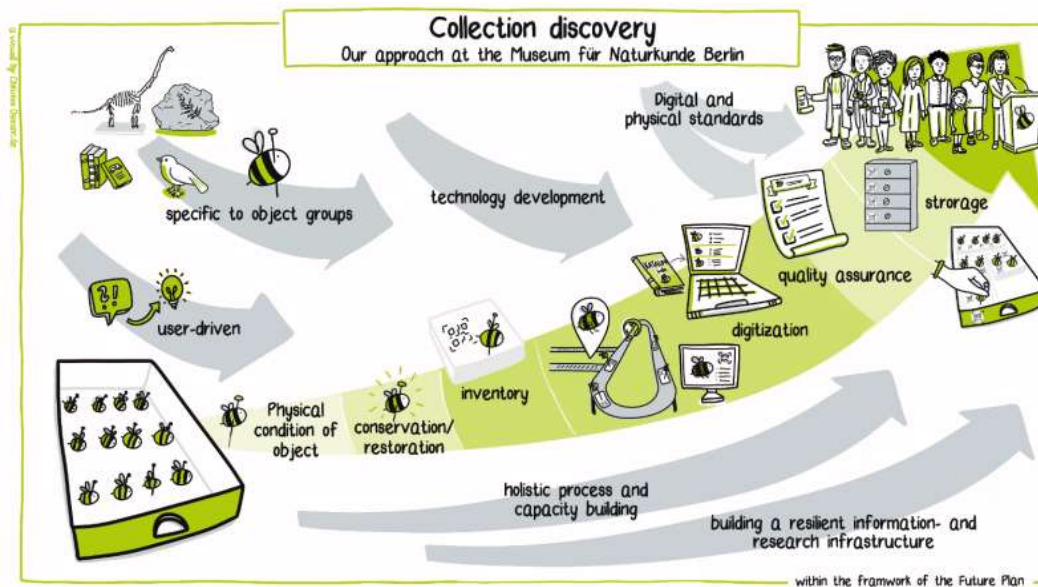 Collection discovery
Our approach at the Museum für Naturkunde Berlin
Digital and
physical standards
specific to object groups
technology development
strorage
quality assurance
user-driven
digitization
inventory
Physical
condition of
object
conservation/
restoration
holistic process and
capacity building
building a resilient information- and
research infrastructure
within the framwork of the Future Plan